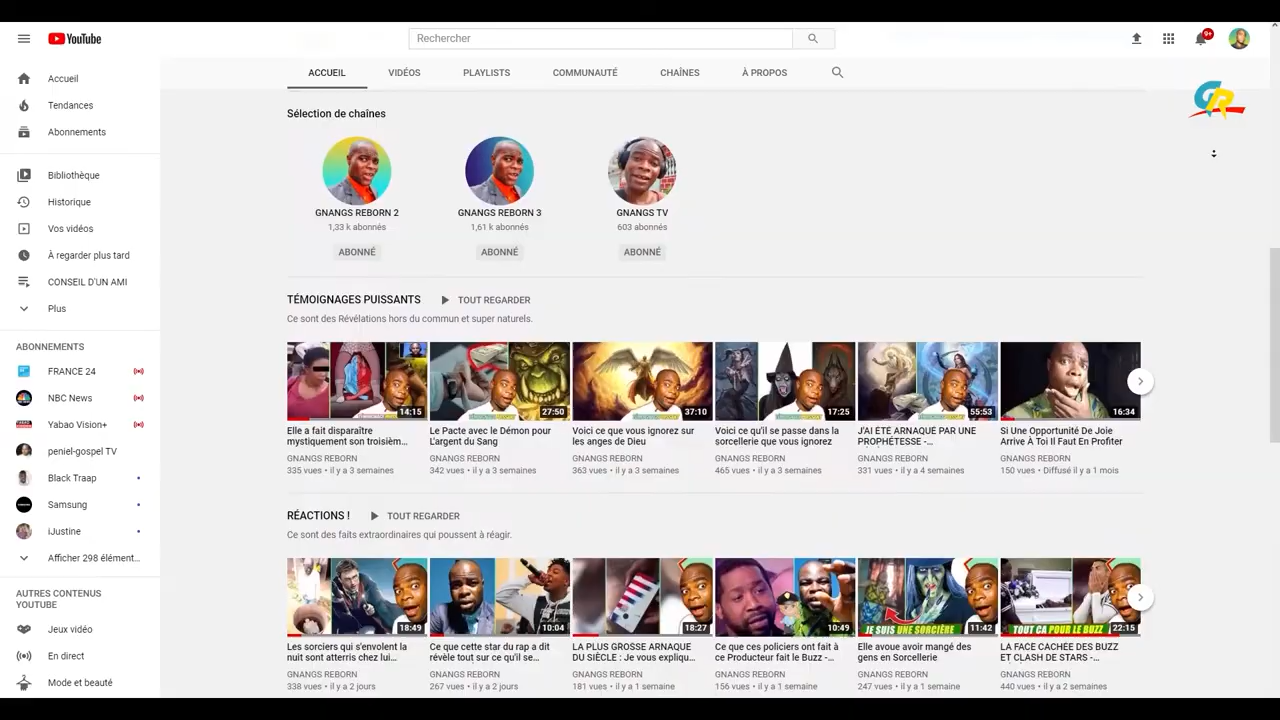 YouTube
Rechercher
9+
Accueil
Tendances
Abonnements
Bibliothèque
Historique
Vos vidéos
À regarder plus tard
CONSEIL D'UN AMI
Plus
ABONNEMENTS
FRANCE 24
NBC News
Yabao Vision+
peniel-gospel TV
Black Traap
Samsung
iJustine
Afficher 298 élément...
AUTRES CONTENUS
YOUTUBE
Jeux vidéo
En direct
Mode et beauté
ACCUEIL VIDÉOS PLAYLISTS COMMUNAUTÉ CHAÎNES À PROPOS
GR
Sélection de chaînes
GNANGS REBORN 2 GNANGS REBORN 3 GNANGS TV
1,33 k abonnés 1,61 k abonnés 603 abonnés
ABONNÉ ABONNÉ ABONNÉ
TÉMOIGNAGES PUISSANTS TOUT REGARDER
Ce sont des Révélations hors du commun et super naturels.
14:15 27:50 37:10 17:25 55:53 16:34
Elle a fait disparaître Le Pacte avec le Démon pour Voici ce que vous ignorez sur Voici ce qu'il se passe dans la J'AI ÉTÉ ARNAQUÉ PAR UNE Si Une Opportunité De Joie
mystiquement son troisièm... L'argent du Sang les anges de Dieu sorcellerie que vous ignorez PROPHÉTESSE -... Arrive À Toi Il Faut En Profiter
GNANGS REBORN GNANGS REBORN GNANGS REBORN GNANGS REBORN GNANGS REBORN GNANGS REBORN
335 vues • il y a 3 semaines 342 vues • il y a 3 semaines 363 vues • il y a 3 semaines 465 vues • il y a 3 semaines 331 vues • il y a 4 semaines 150 vues • Diffusé il y a 1 mois
RÉACTIONS ! TOUT REGARDER
Ce sont des faits extraordinaires qui poussent à réagir.
JE SUIS UNE SORCIÈRE TOUT ÇA POUR LE BUZZ
18:49 10:04 18:27 10:49 11:42 22:15
Les sorciers qui s'envolent la Ce que cette star du rap a dit LA PLUS GROSSE ARNAQUE Ce que ces policiers ont fait à Elle avoue avoir mangé des LA FACE CACHÉE DES BUZZ
nuit sont atterris chez lui... révèle tout sur ce qu'il se... DU SIÈCLE : Je vous expliqu... ce Producteur fait le Buzz -... gens en Sorcellerie ET CLASH DE STARS -...
GNANGS REBORN GNANGS REBORN GNANGS REBORN GNANGS REBORN GNANGS REBORN GNANGS REBORN
338 vues • il y a 2 jours 267 vues • il y a 2 jours 181 vues • il y a 1 semaine 156 vues • il y a 1 semaine 247 vues • il y a 1 semaine 440 vues • il y a 2 semaines